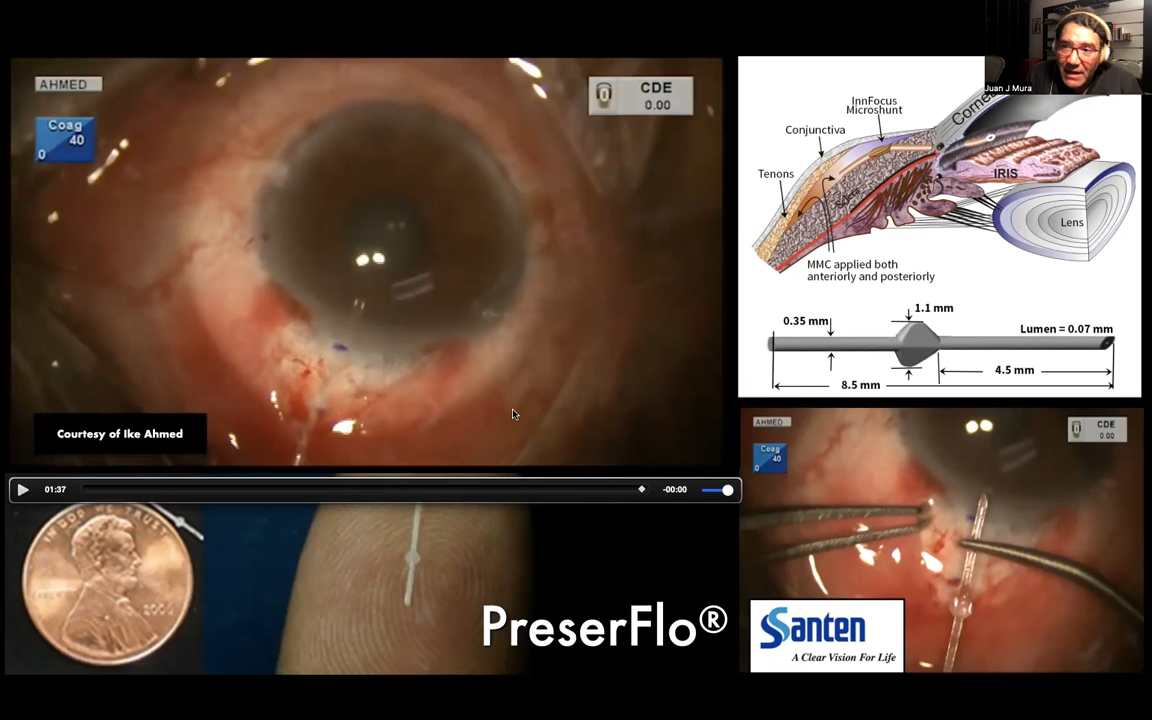 AHMED
Coag
40
0
CDE
0.00
Courtesy of Ike Ahmed
01:37
-00:00
IN GOD WE TRUST
PreserFlo®
Juan J Mura
InnFocus
Microshunt
Conjunctiva
Cornea
Tenons
Sclera
IRIS
Lens
MMC applied both
anteriorly and posteriorly
1.1 mm
0.35 mm
Lumen = 0.07 mm
4.5 mm
8.5 mm
AHMED
Coag
40
0
CDE
0.00
Santen
A Clear Vision For Life